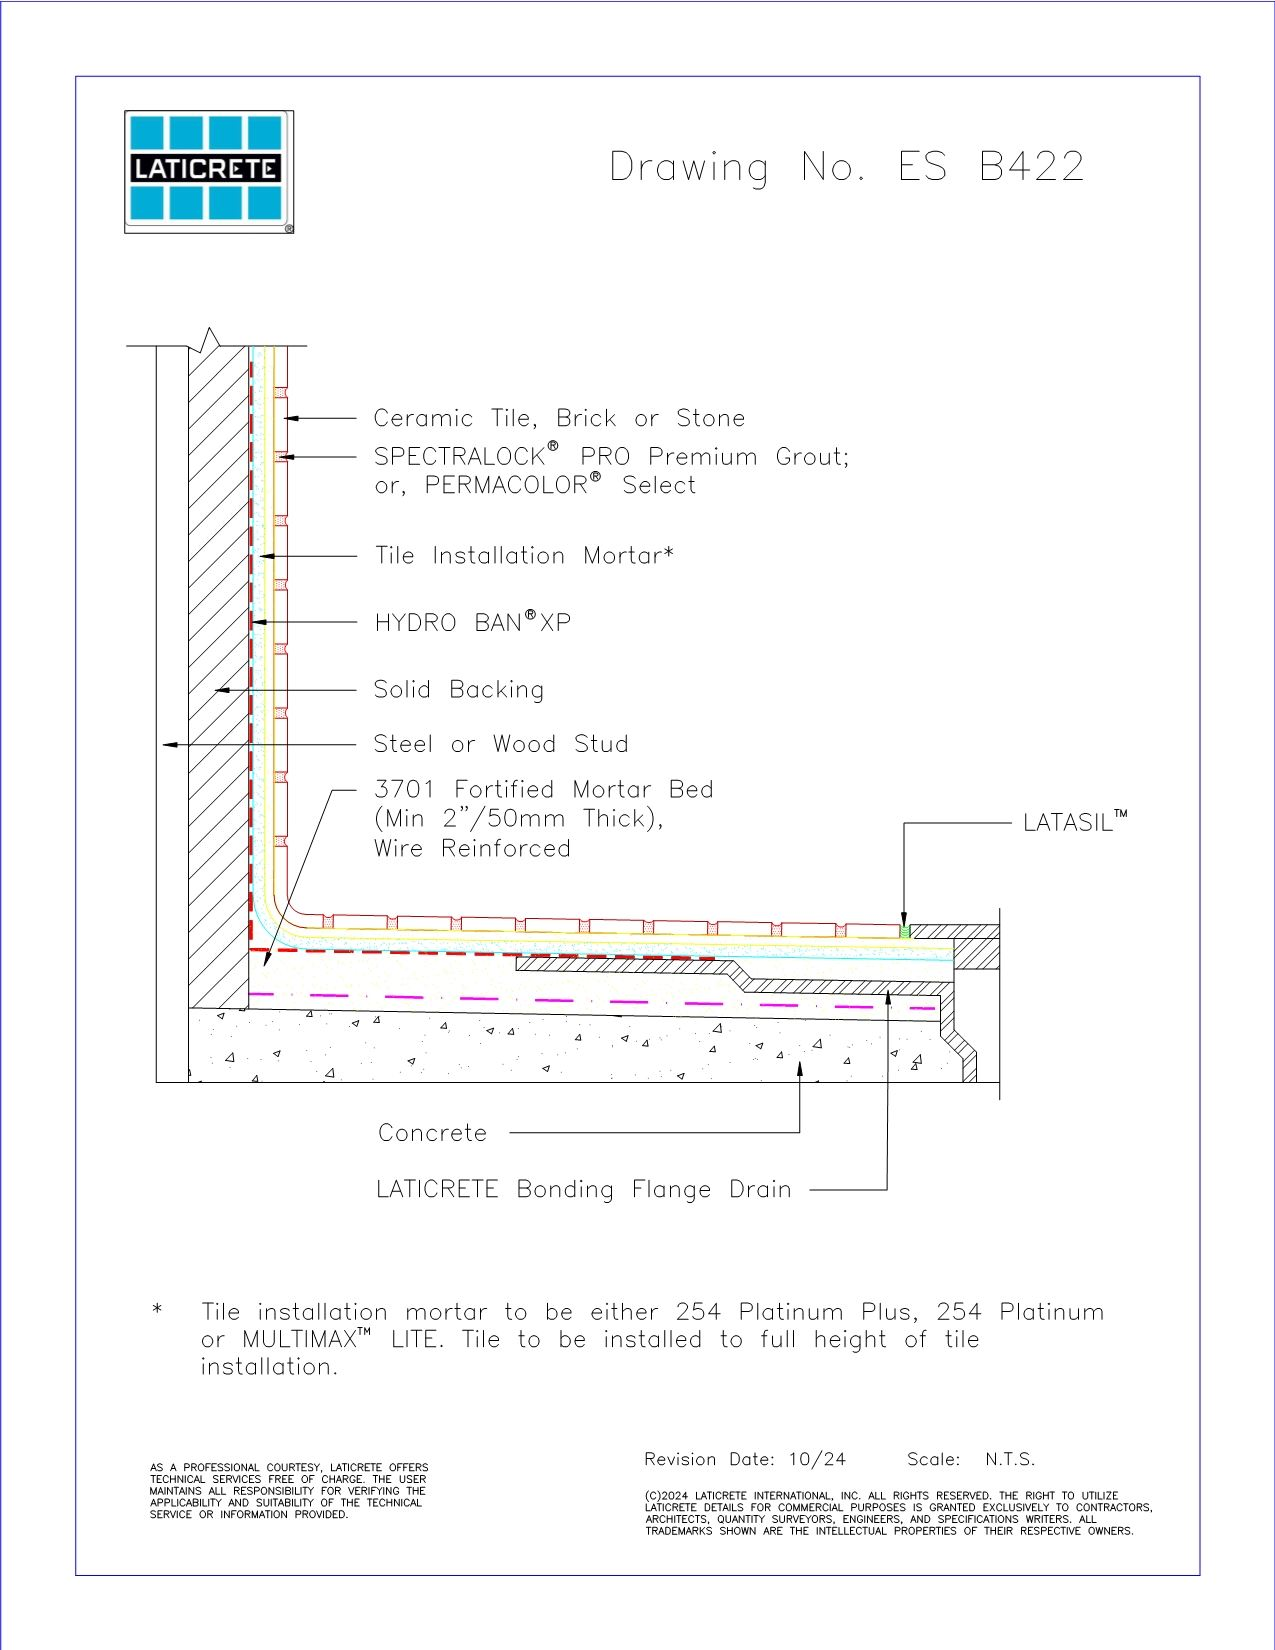 LATICRETE
®
Drawing No. ES B422
Ceramic Tile, Brick or Stone
SPECTRALOCK® PRO Premium Grout;
or, PERMACOLOR® Select
Tile Installation Mortar*
HYDRO BAN®XP
Solid Backing
Steel or Wood Stud
3701 Fortified Mortar Bed
(Min 2”/50mm Thick),
Wire Reinforced
LATASIL™
Concrete
LATICRETE Bonding Flange Drain
* Tile installation mortar to be either 254 Platinum Plus, 254 Platinum
or MULTIMAX™ LITE. Tile to be installed to full height of tile
installation.
AS A PROFESSIONAL COURTESY, LATICRETE OFFERS
TECHNICAL SERVICES FREE OF CHARGE. THE USER
MAINTAINS ALL RESPONSIBILITY FOR VERIFYING THE
APPLICABILITY AND SUITABILITY OF THE TECHNICAL
SERVICE OR INFORMATION PROVIDED.
Revision Date: 10/24 Scale: N.T.S.
(C)2024 LATICRETE INTERNATIONAL, INC. ALL RIGHTS RESERVED. THE RIGHT TO UTILIZE
LATICRETE DETAILS FOR COMMERCIAL PURPOSES IS GRANTED EXCLUSIVELY TO CONTRACTORS,
ARCHITECTS, QUANTITY SURVEYORS, ENGINEERS, AND SPECIFICATIONS WRITERS. ALL
TRADEMARKS SHOWN ARE THE INTELLECTUAL PROPERTIES OF THEIR RESPECTIVE OWNERS.